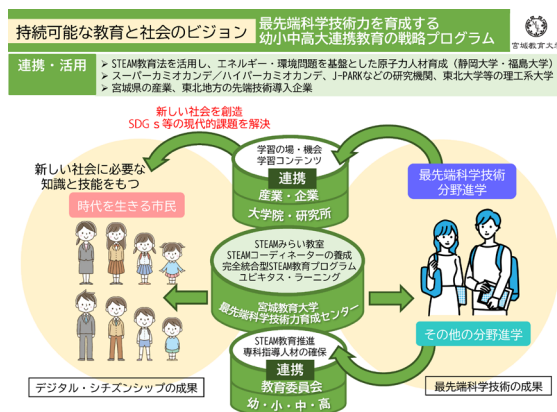 持続可能な教育と社会のビジョン
最先端科学技術力を育成する
幼小中高大連携教育の戦略プログラム
宮城教育大学
連携・活用
➢ STEAM教育法を活用し、エネルギー・環境問題を基盤とした原子力人材育成（静岡大学・福島大学）
➢ スーパーカミオカンデ／ハイパーカミオカンデ、J-PARKなどの研究機関、東北大学等の理工系大学
➢ 宮城県の産業、東北地方の先端技術導入企業
新しい社会を創造
SDGｓ等の現代的課題を解決
学習の場・機会
学習コンテンツ
連携
産業・企業
大学院・研究所
新しい社会に必要な
知識と技能をもつ
時代を生きる市民
最先端科学技術
分野進学
STEAMみらい教室
STEAMコーディネーターの養成
完全統合型STEAM教育プログラム
ユビキタス・ラーニング
宮城教育大学
最先端科学技術力育成センター
その他の分野進学
STEAM教育推進
専科指導人材の確保
連携
教育委員会
幼・小・中・高
デジタル・シチズンシップの成果
最先端科学技術の成果